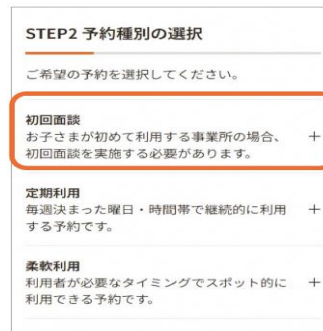 STEP2 予約種別の選択
ご希望の予約を選択してください。
初回面談
お子さまが初めて利用する事業所の場合、
初回面談を実施する必要があります。
+
定期利用
毎週決まった曜日・時間帯で継続的に利用
する予約です。
+
柔軟利用
利用者が必要なタイミングでスポット的に
利用できる予約です。
+